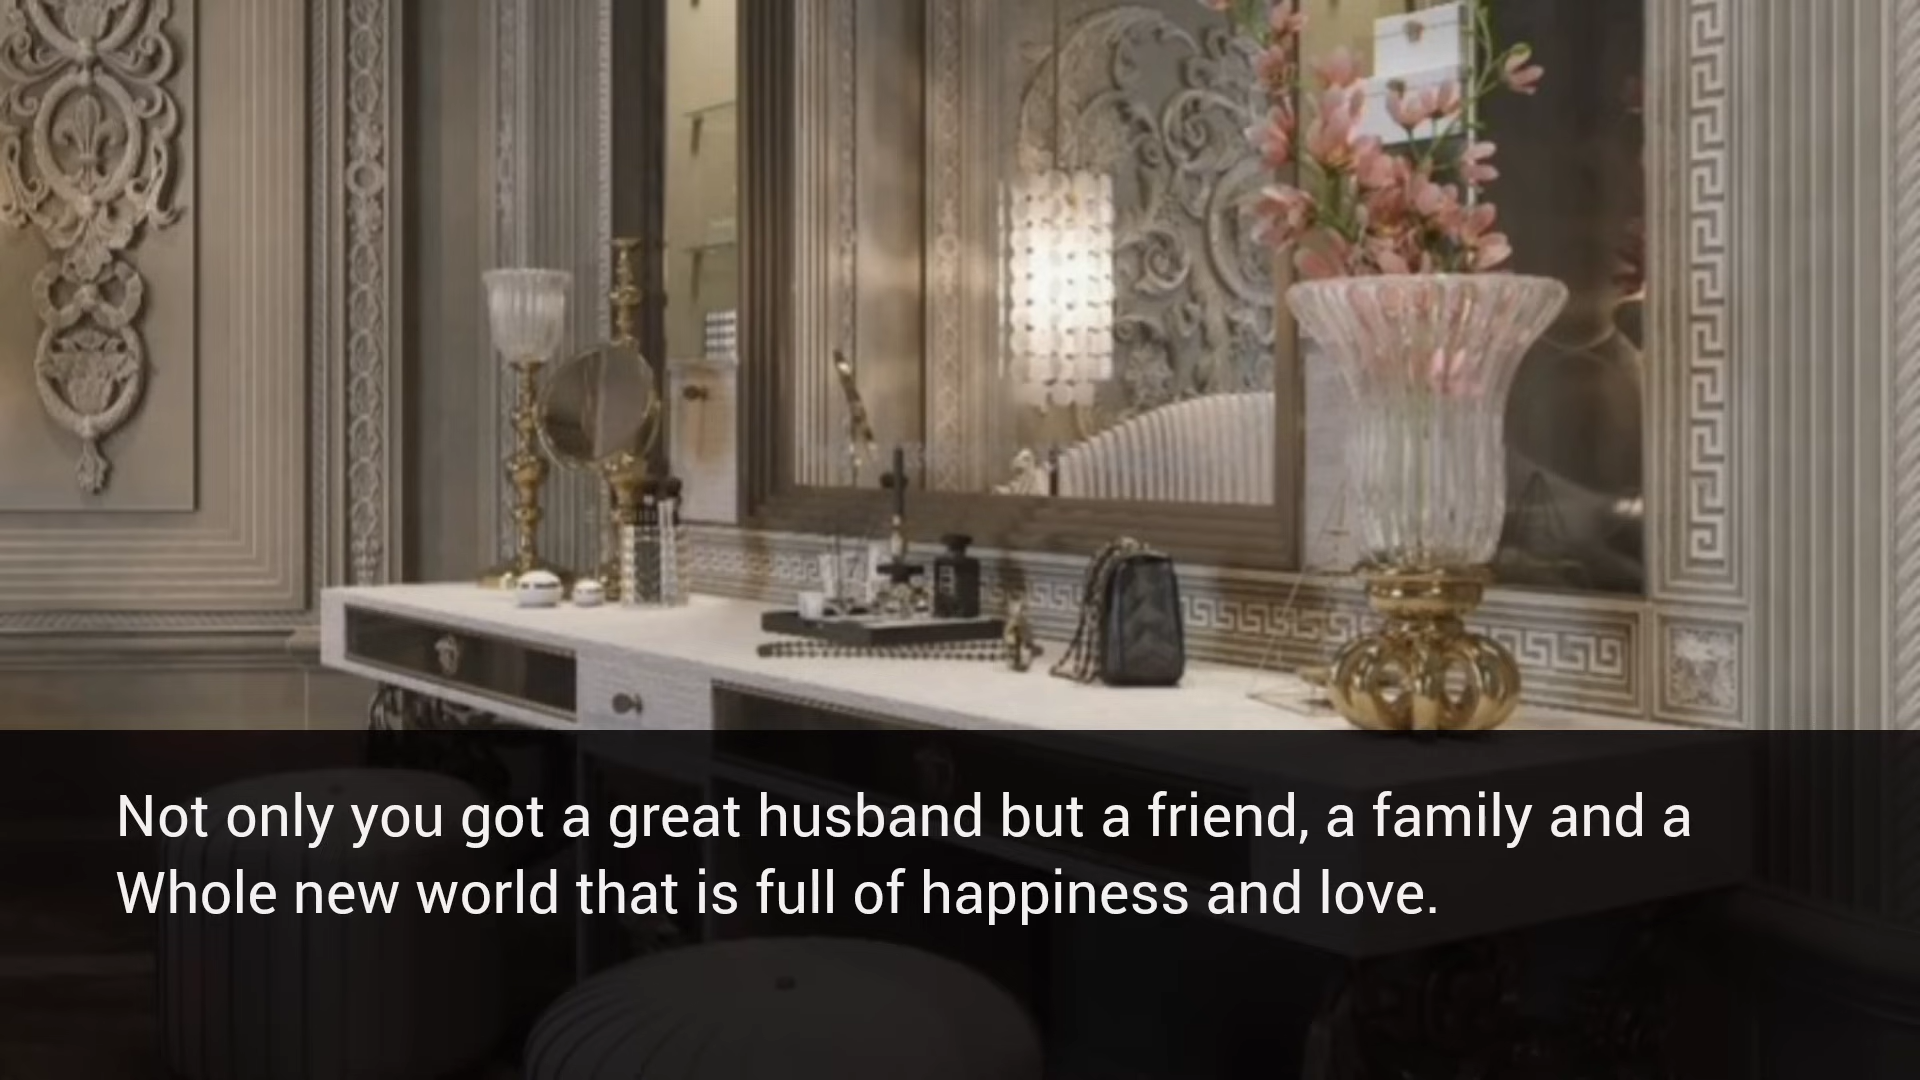 Not only you got a great husband but a friend, a family and a
Whole new world that is full of happiness and love.